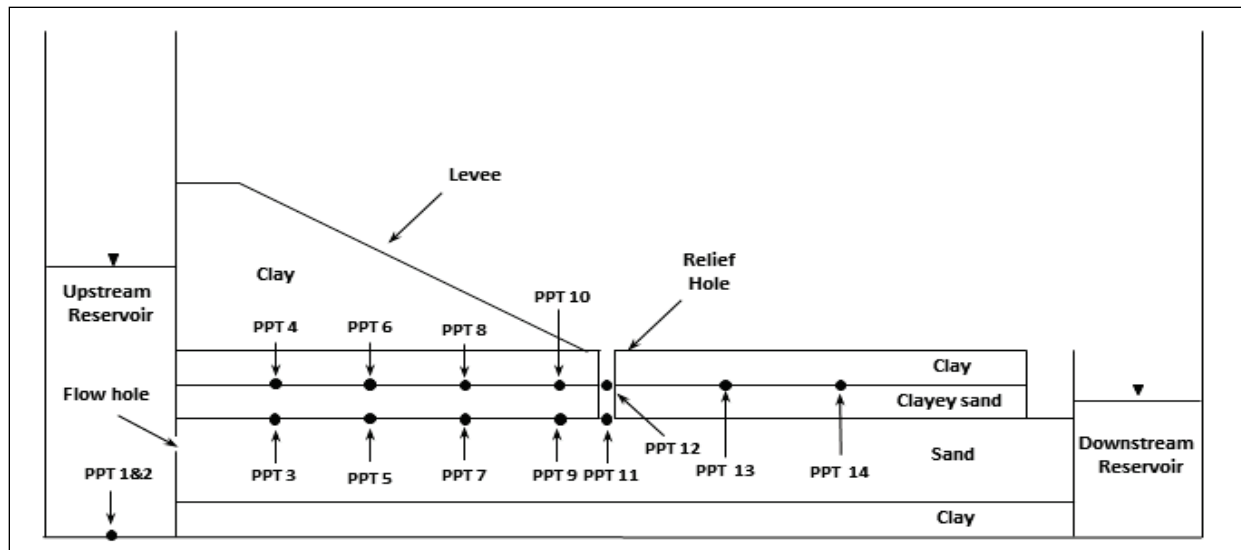 Levee
Relief
Hole
Clay
PPT 10
Upstream
Reservoir
PPT 4
PPT 6
PPT 8
Clay
Flow hole
Clayey sand
PPT 12
Downstream
Reservoir
PPT 1&2
PPT 3
PPT 5
PPT 7
PPT 9
PPT 11
PPT 13
PPT 14
Sand
Clay